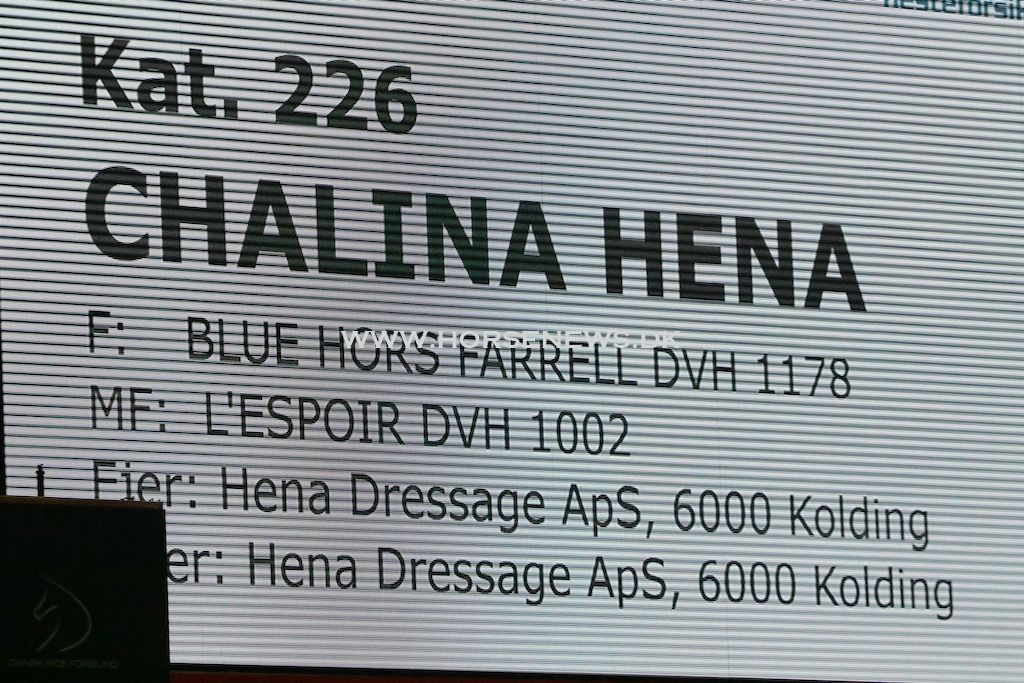 Kat. 226
CHALINA HENA
F: BLUE HORS FARRELL DVH 1178
WWW.HORSENEWS.DK
MF: L'ESPOIR DVH 1002
Ejer: Hena Dressage ApS, 6000 Kolding
er: Hena Dressage ApS, 6000 Kolding